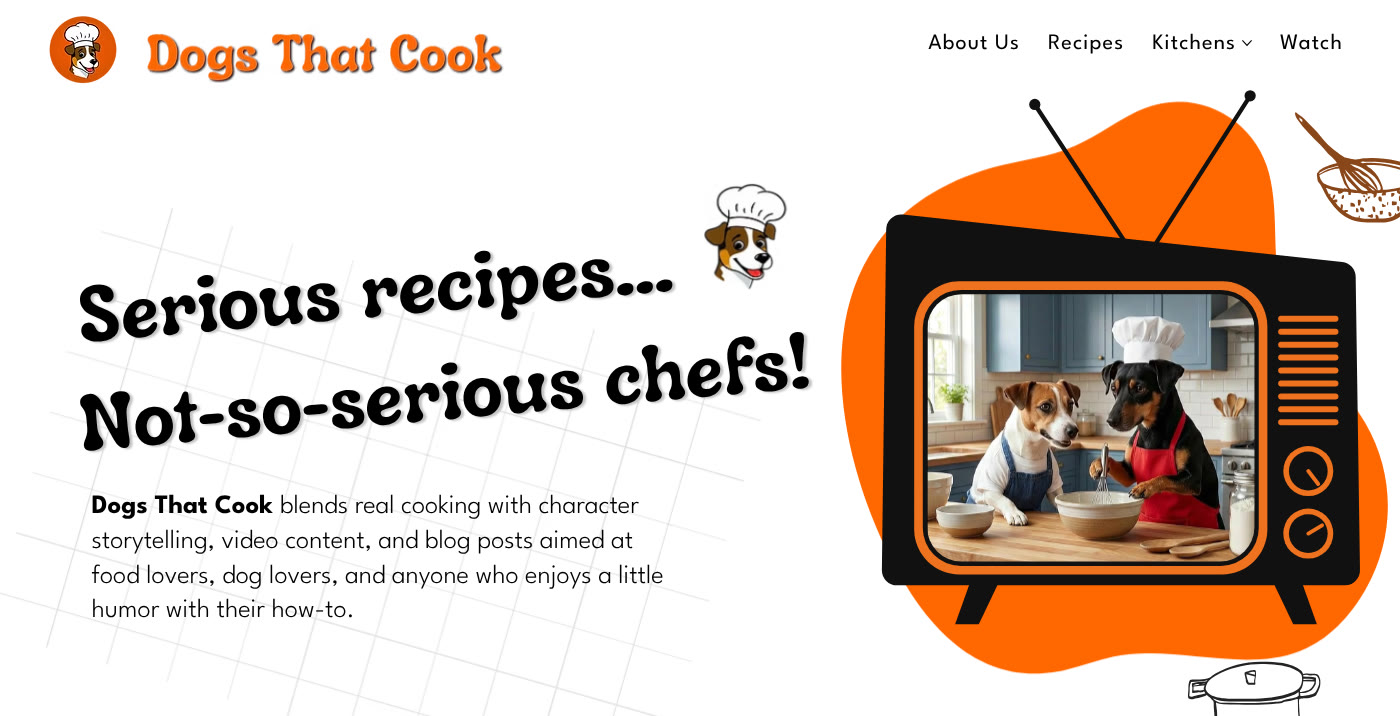 Dogs That Cook
About Us
Recipes
Kitchens
Watch
Serious recipes...
Not-so-serious chefs!
Dogs That Cook blends real cooking with character
storytelling, video content, and blog posts aimed at
food lovers, dog lovers, and anyone who enjoys a little
humor with their how-to.